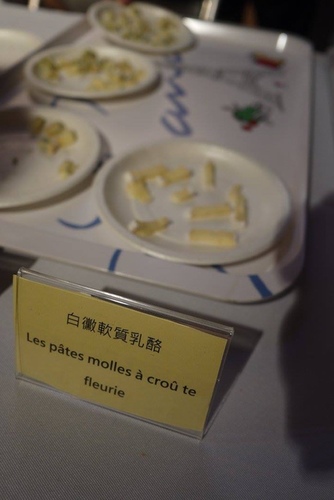 白黴軟質乳酪
Les pâtes molles à croû te
fleurie